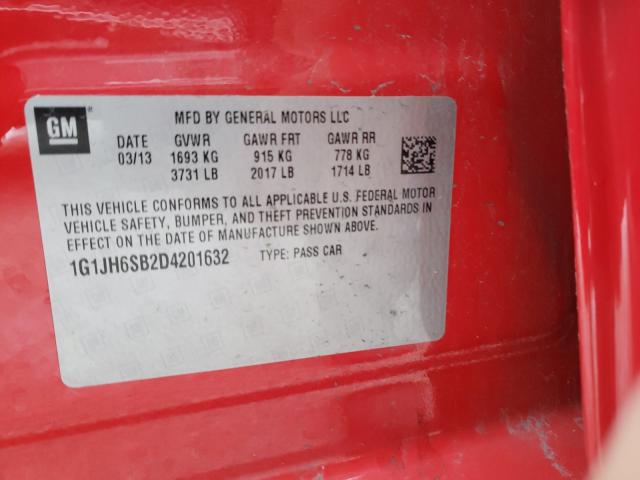 GM
MFD BY GENERAL MOTORS LLC
DATE GVWR GAWR FRT GAWR RR
03/13 1693 KG 915 KG 778 KG
3731 LB 2017 LB 1714 LB
THIS VEHICLE CONFORMS TO ALL APPLICABLE U.S. FEDERAL MOTOR
VEHICLE SAFETY, BUMPER, AND THEFT PREVENTION STANDARDS IN
EFFECT ON THE DATE OF MANUFACTURE SHOWN ABOVE.
1G1JH6SB2D4201632 TYPE: PASS CAR